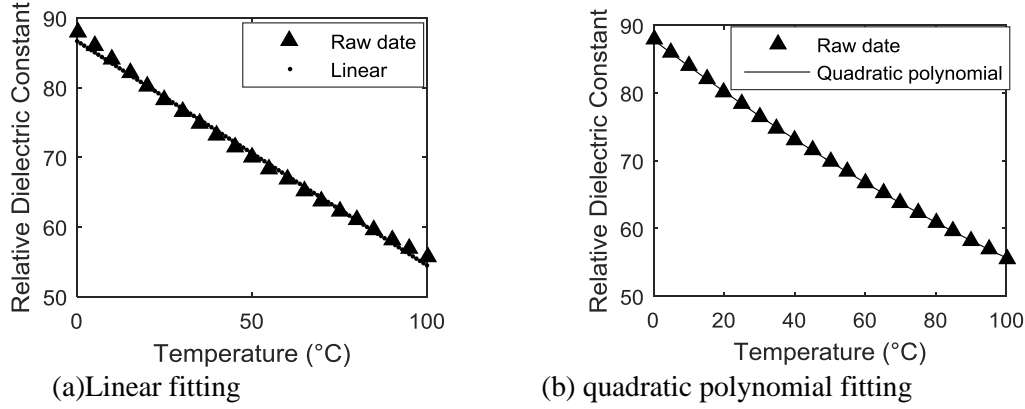 Relative Dielectric Constant
90
80
70
60
50
0
50
100
Raw date
Linear
Temperature (°C)
(a)Linear fitting
Relative Dielectric Constant
90
80
70
60
50
0
20
40
60
80
100
Raw date
Quadratic polynomial
Temperature (°C)
(b) quadratic polynomial fitting